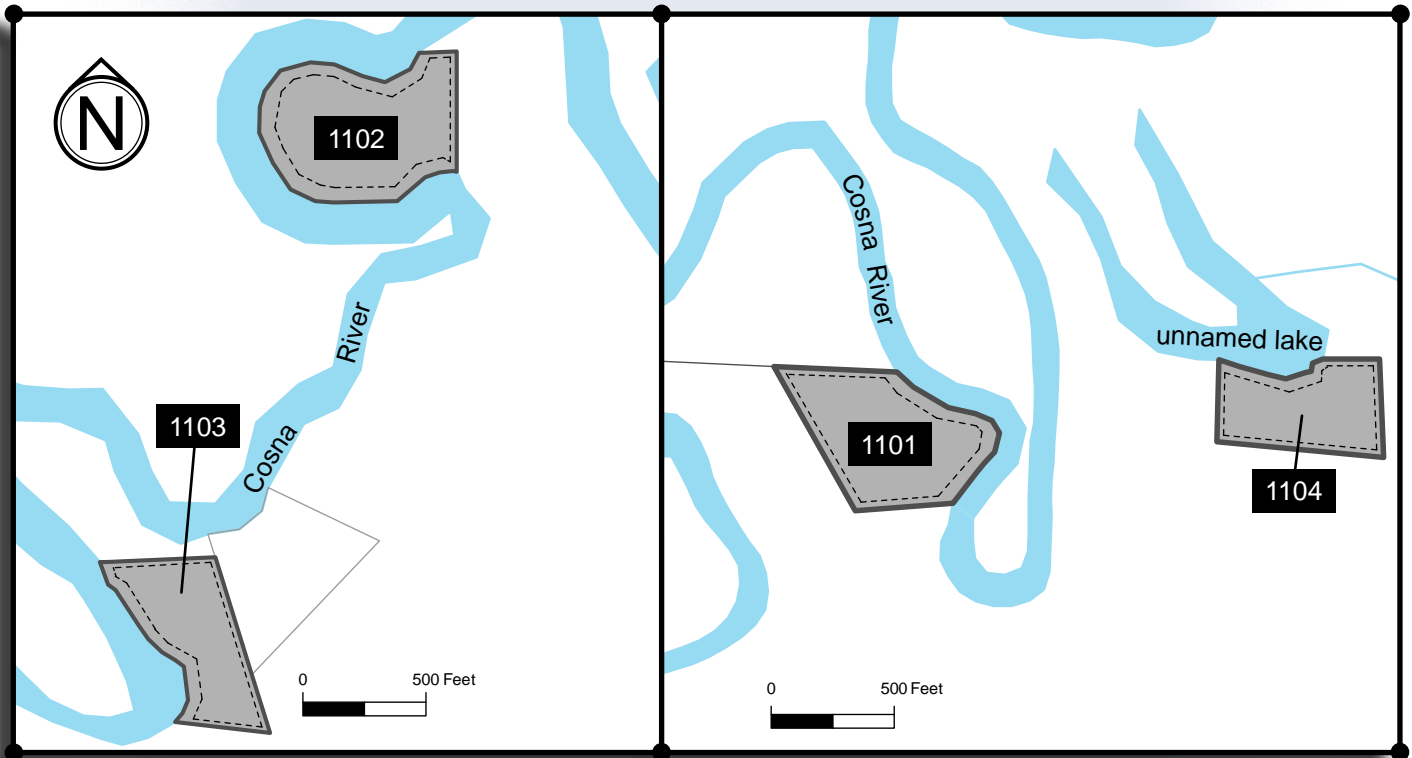 N
1102
River
1103
Cosna
0 500 Feet
Cosna River
unnamed lake
1101
1104
0 500 Feet